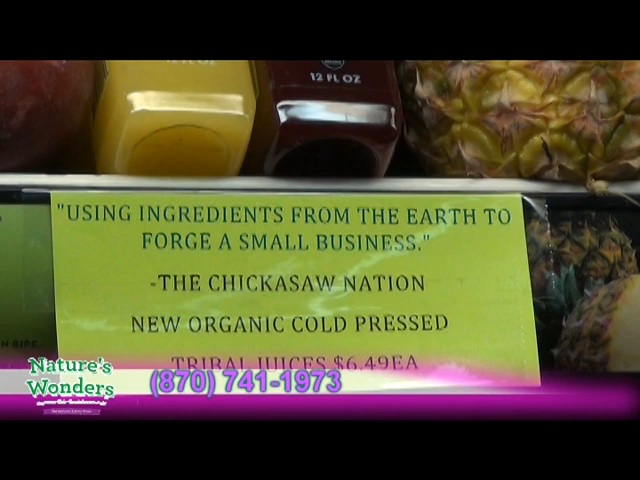 12 FL OZ
"USING INGREDIENTS FROM THE EARTH TO
FORGE A SMALL BUSINESS."
-THE CHICKASAW NATION
NEW ORGANIC COLD PRESSED
TRIBAL JUICES $6.49EA
Nature's
Wonders
(870) 741-1973